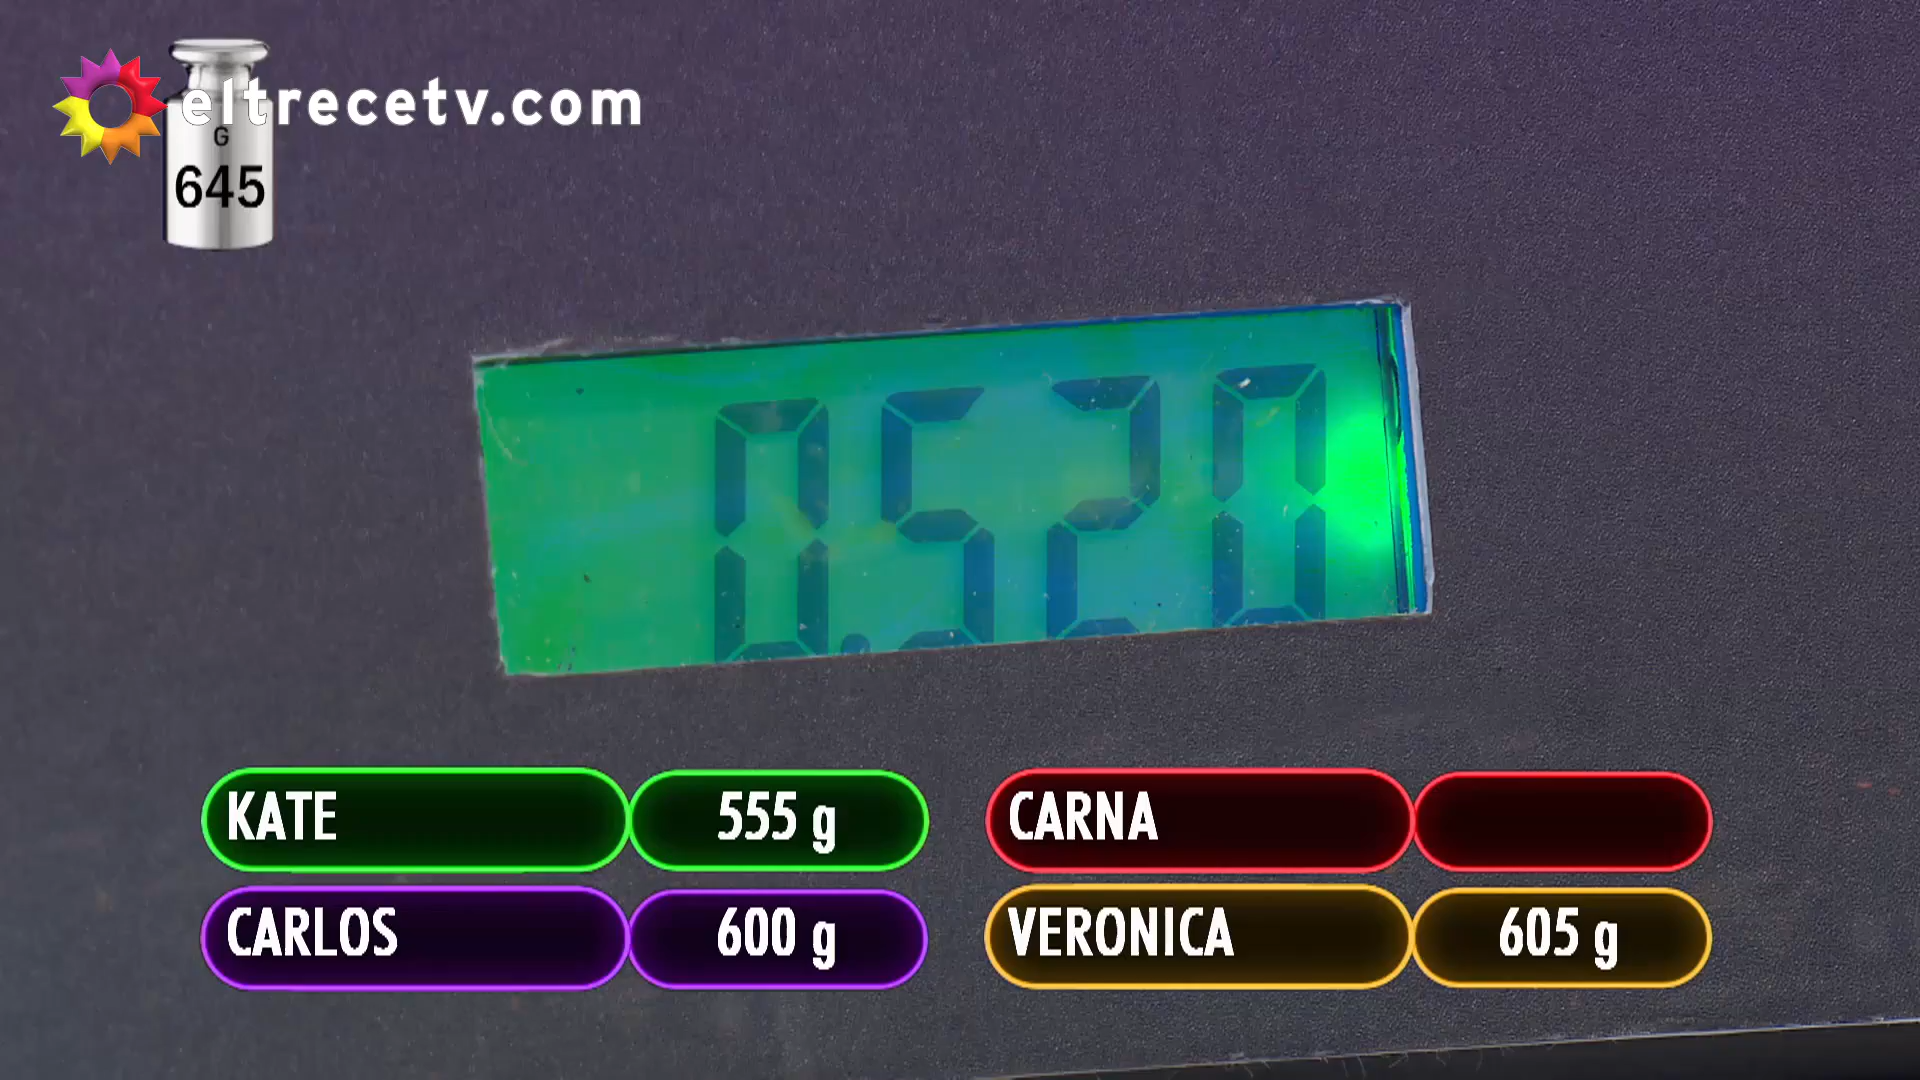 eltrecetv.com
G
645
0.520
KATE 555 g
CARNA
CARLOS 600 g
VERONICA 605 g